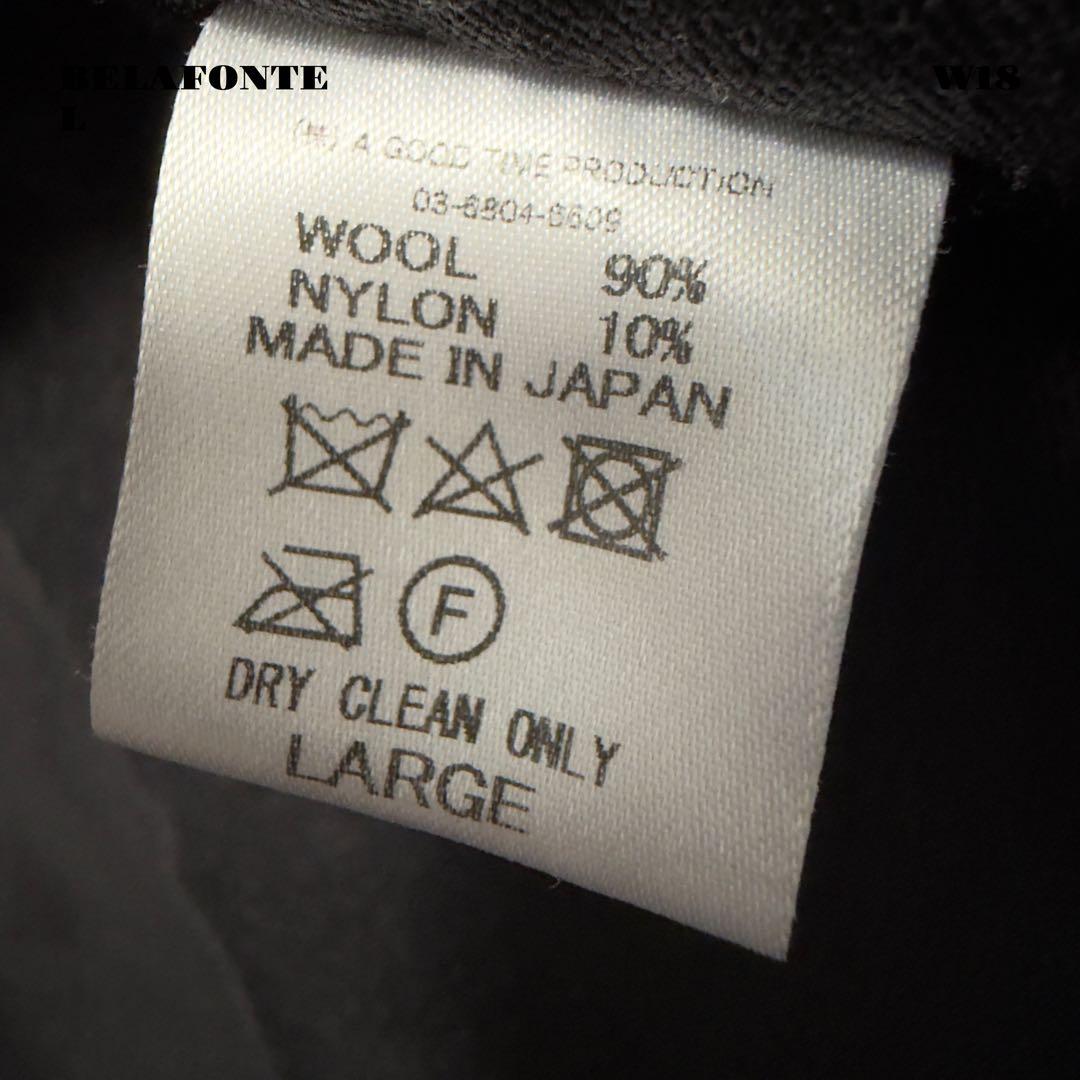 BELAFONTE W18
L
(株) A GOOD TIME PRODUCTION
03-6804-6609
WOOL 90%
NYLON 10%
MADE IN JAPAN
F
DRY CLEAN ONLY
LARGE